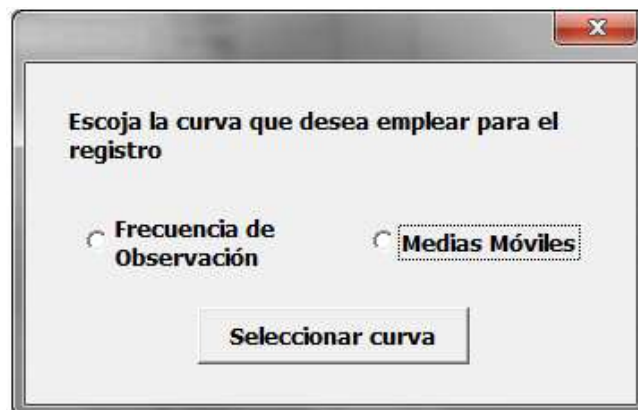 Escoja la curva que desea emplear para el
registro
Frecuencia de
Observación
Medias Móviles
Seleccionar curva